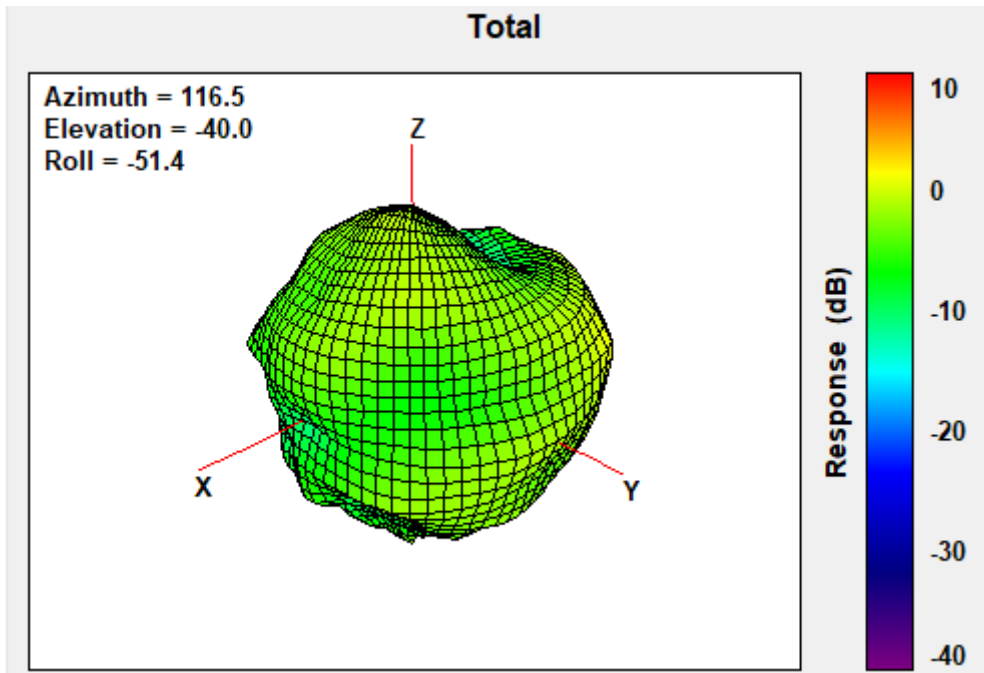 Total
Azimuth = 116.5
Elevation = -40.0
Roll = -51.4
Z
X
Y
10
0
-10
-20
-30
-40
Response (dB)